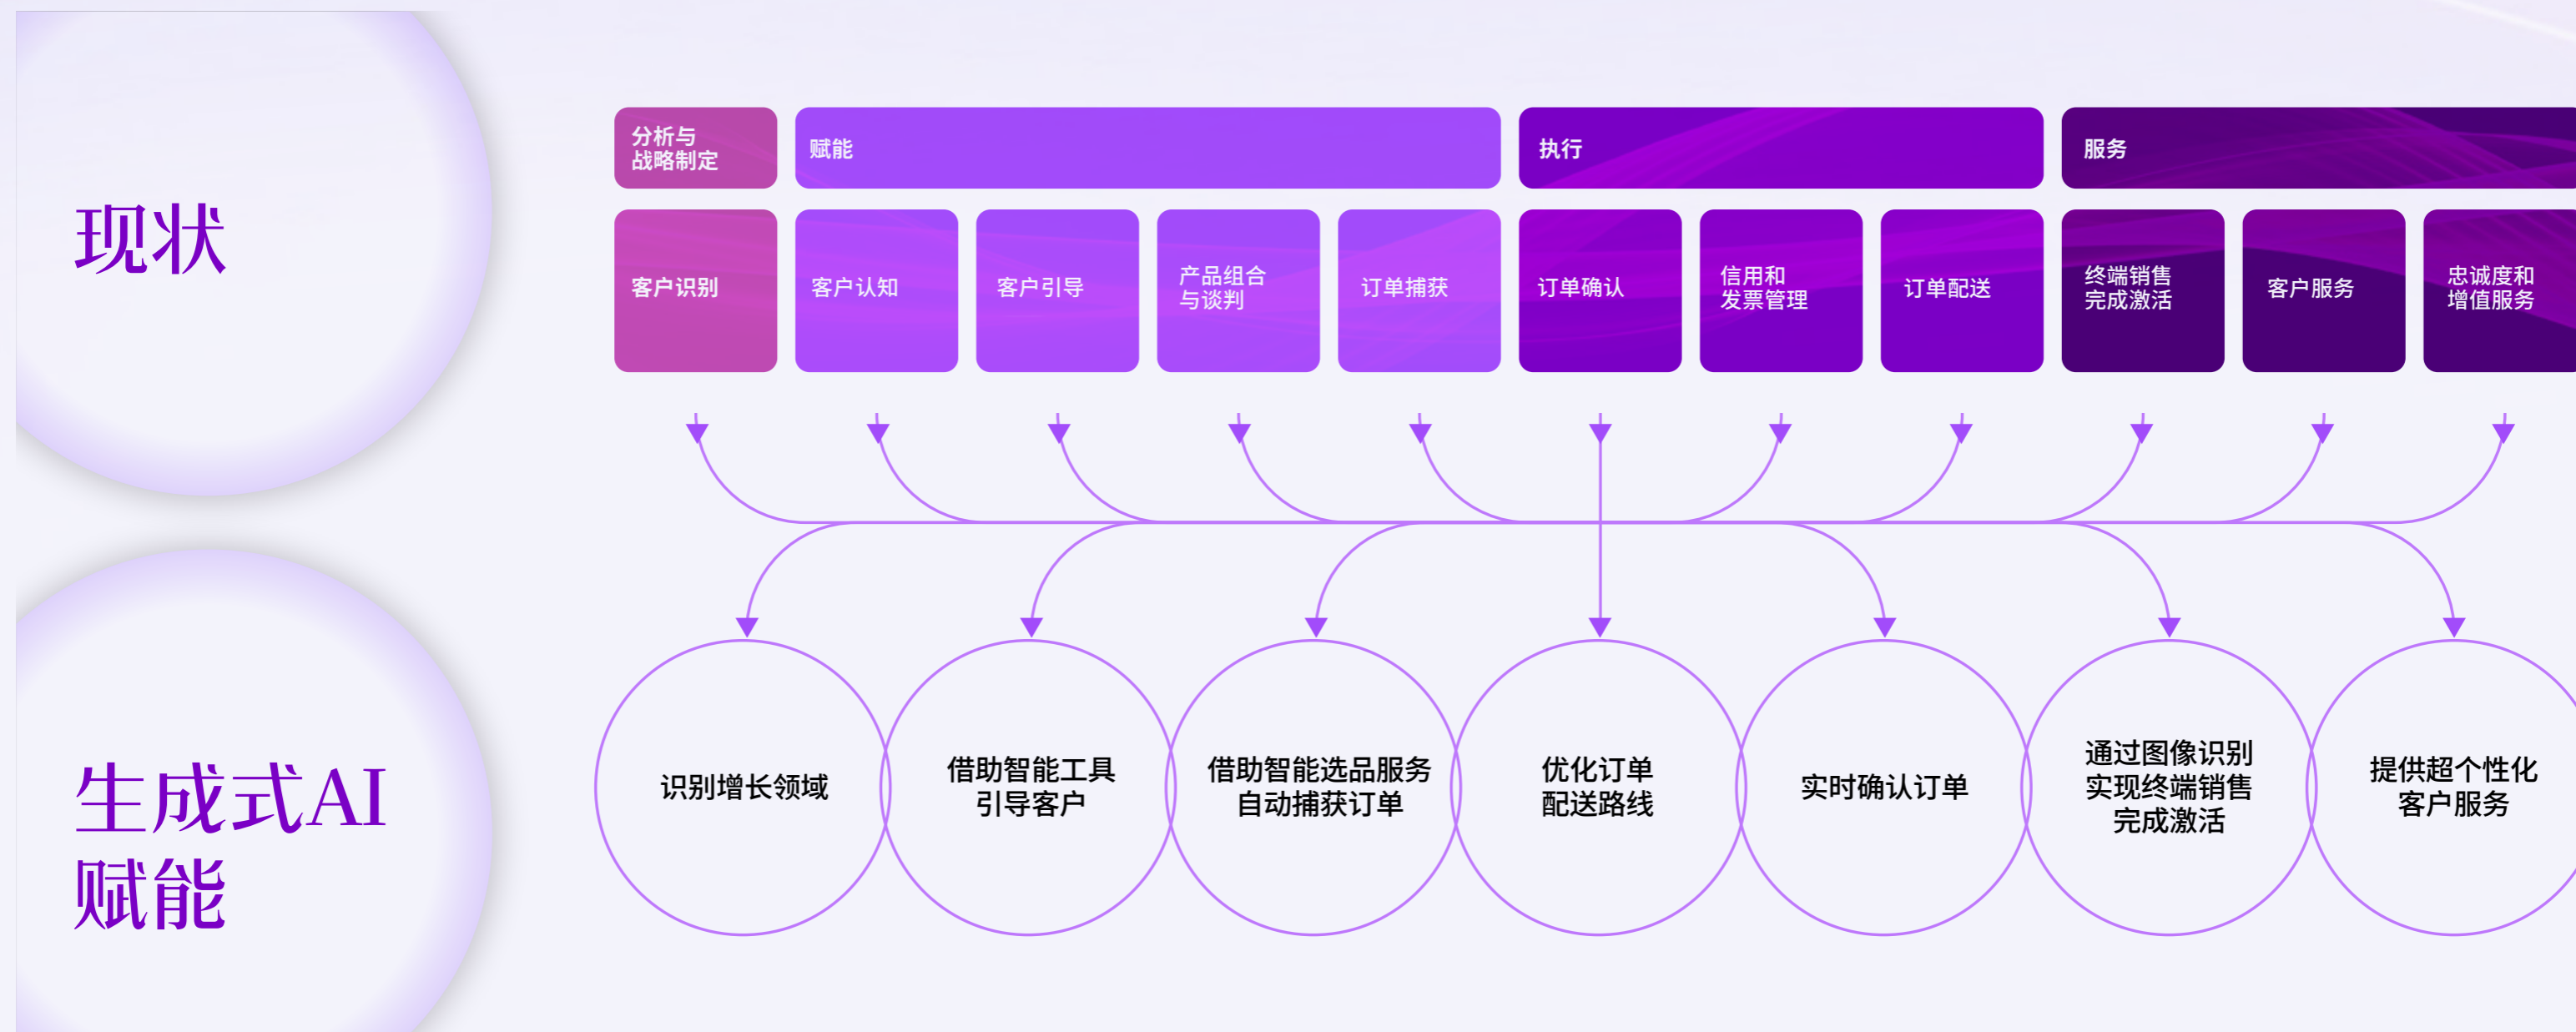 现状
分析与
战略制定
赋能
执行
服务
客户识别
客户认知
客户引导
产品组合
与谈判
订单捕获
订单确认
信用和
发票管理
订单配送
终端销售
完成激活
客户服务
忠诚度和
增值服务
生成式AI
赋能
识别增长领域
借助智能工具
引导客户
借助智能选品服务
自动捕获订单
优化订单
配送路线
实时确认订单
通过图像识别
实现终端销售
完成激活
提供超个性化
客户服务